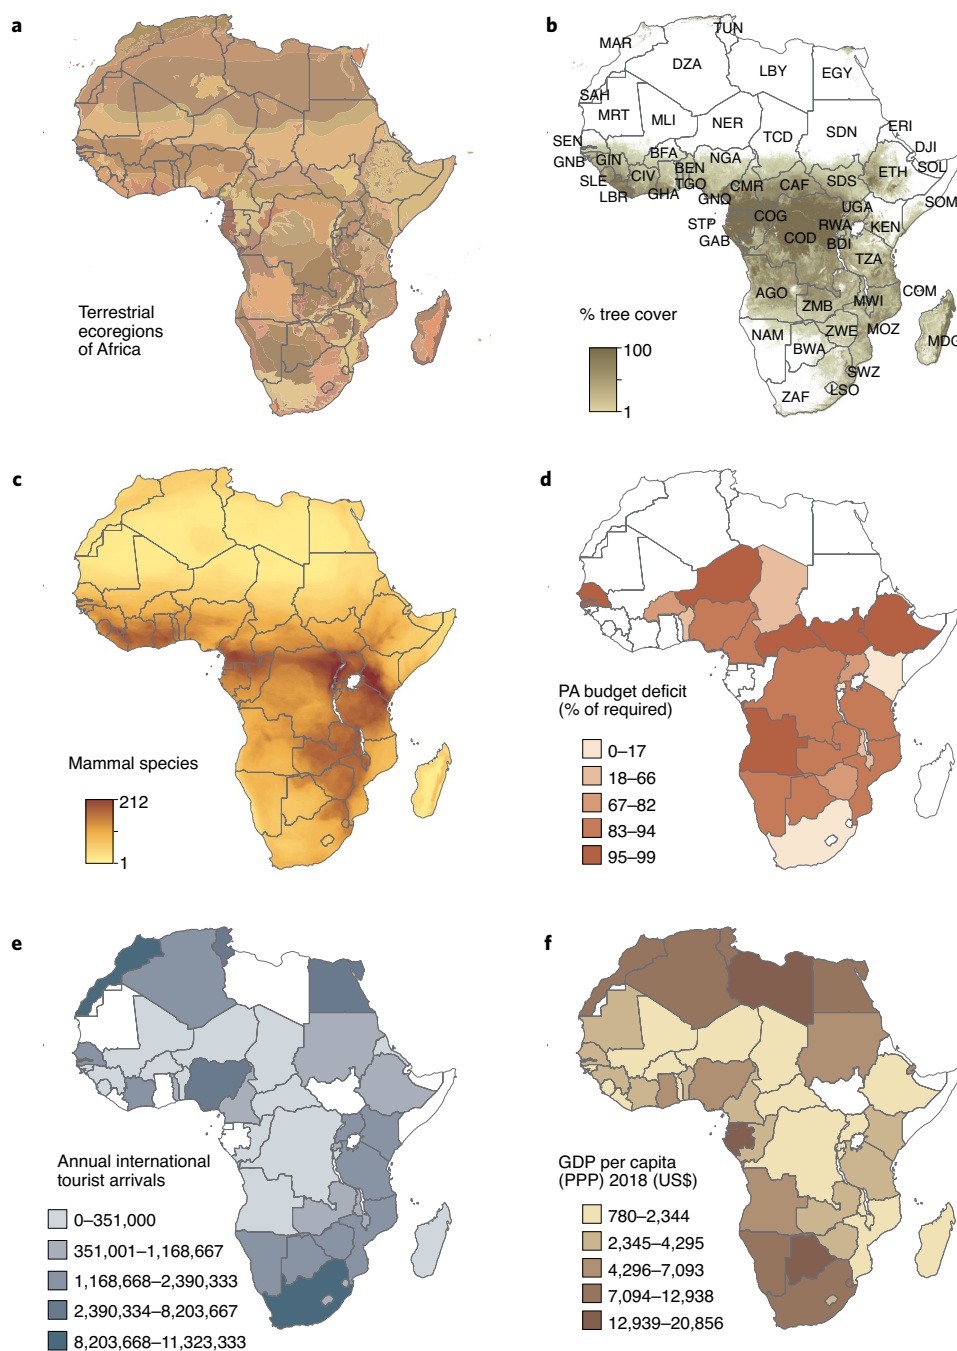 a
Terrestrial
ecoregions
of Africa
b
TUN
MAR
DZA
LBY
EGY
SAH
MRT
MLI
NER
TCD
SDN
ERI
SEN
DJI
GNB
GIN
BFA
NGA
BEN
SOL
ETH
SLE
CIV
TGO
CMR
CAF
SDS
LBR
GHA
GNQ
SOM
UGA
STP
COG
RWA
KEN
GAB
COD
BDI
TZA
AGO
COM
ZMB
MWI
NAM
ZWE
MOZ
MDG
BWA
SWZ
ZAF
LSO
% tree cover
100
1
c
Mammal species
212
1
d
PA budget deficit
(% of required)
0–17
18–66
67–82
83–94
95–99
e
Annual international
tourist arrivals
0–351,000
351,001–1,168,667
1,168,668–2,390,333
2,390,334–8,203,667
8,203,668–11,323,333
f
GDP per capita
(PPP) 2018 (US$)
780–2,344
2,345–4,295
4,296–7,093
7,094–12,938
12,939–20,856